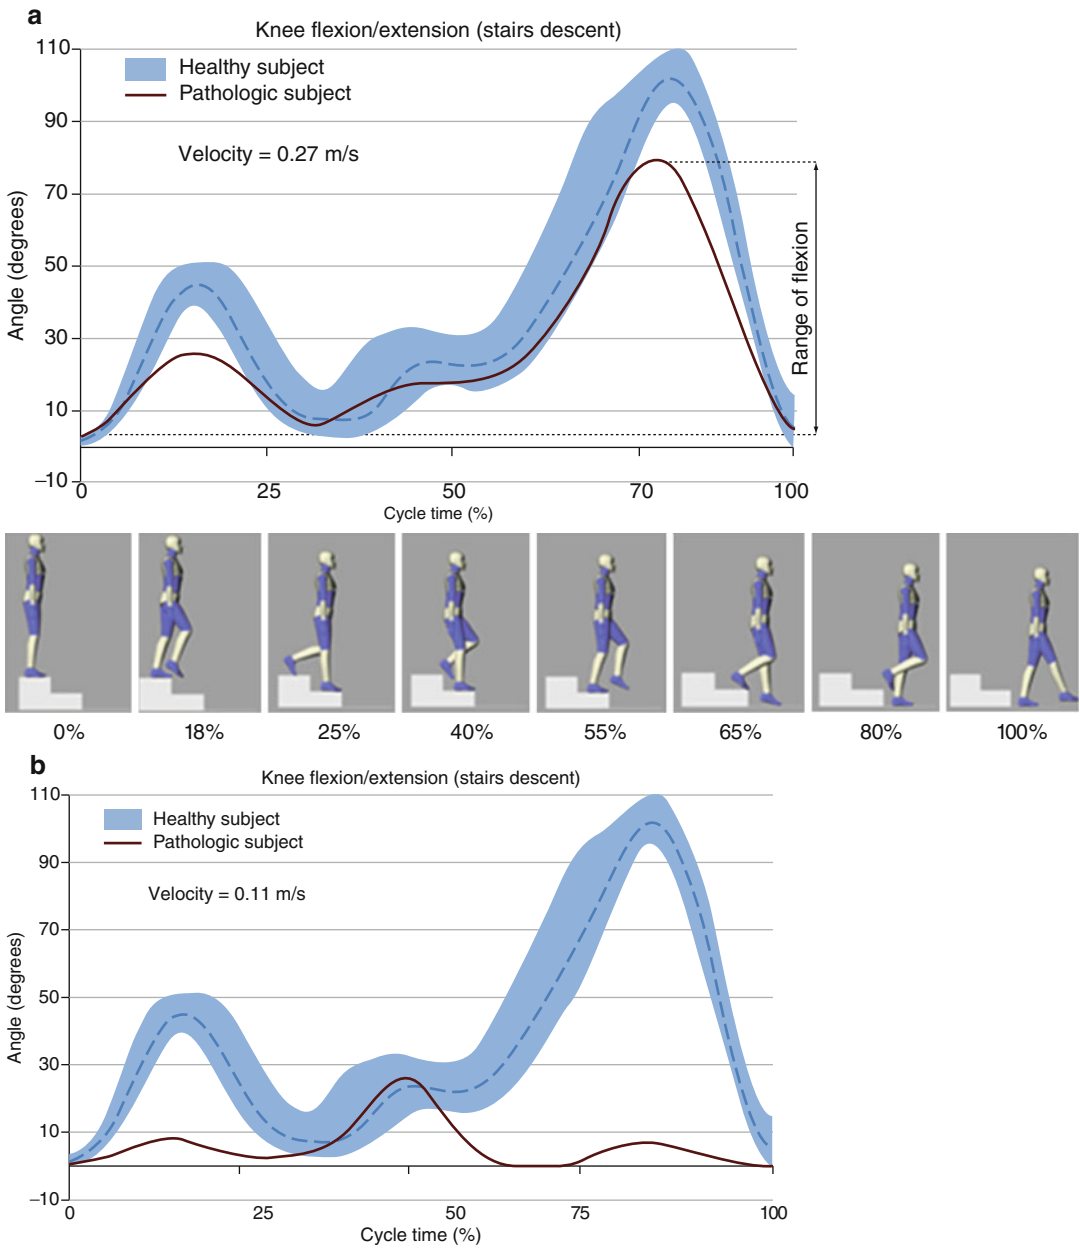 a
Knee flexion/extension (stairs descent)
110
90
70
50
30
10
–10
Angle (degrees)
Healthy subject
Pathologic subject
Velocity = 0.27 m/s
Range of flexion
0 25 50 70 100
Cycle time (%)
0% 18% 25% 40% 55% 65% 80% 100%
b
Knee flexion/extension (stairs descent)
110
90
70
50
30
10
–10
Angle (degrees)
Healthy subject
Pathologic subject
Velocity = 0.11 m/s
0 25 50 75 100
Cycle time (%)